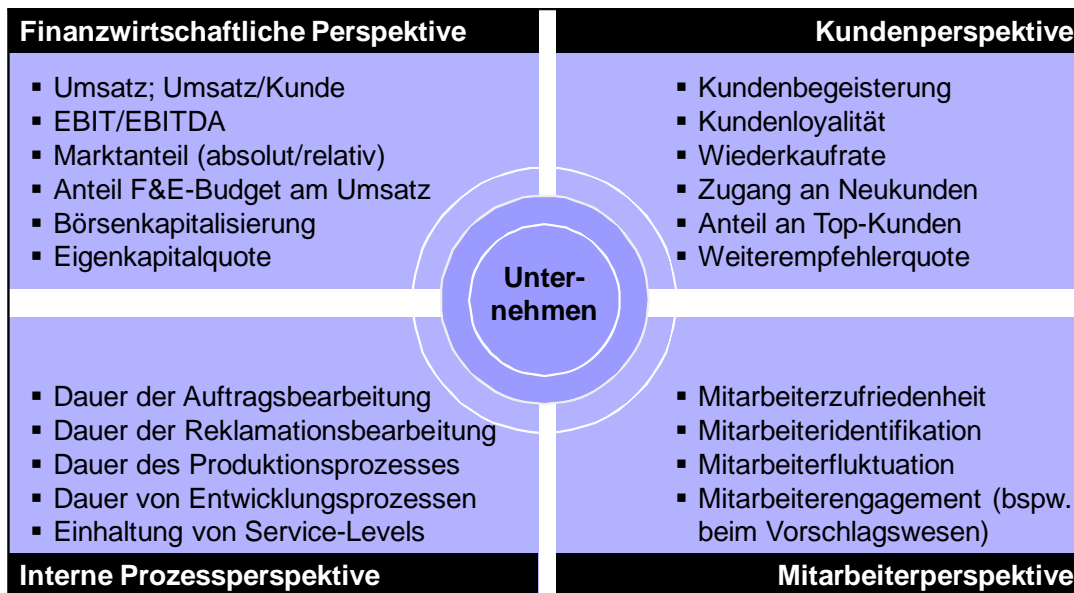 Finanzwirtschaftliche Perspektive
▪ Umsatz; Umsatz/Kunde
▪ EBIT/EBITDA
▪ Marktanteil (absolut/relativ)
▪ Anteil F&E-Budget am Umsatz
▪ Börsenkapitalisierung
▪ Eigenkapitalquote
Kundenperspektive
▪ Kundenbegeisterung
▪ Kundenloyalität
▪ Wiederkaufrate
▪ Zugang an Neukunden
▪ Anteil an Top-Kunden
▪ Weiterempfehlerquote
Unter-
nehmen
▪ Dauer der Auftragsbearbeitung
▪ Dauer der Reklamationsbearbeitung
▪ Dauer des Produktionsprozesses
▪ Dauer von Entwicklungsprozessen
▪ Einhaltung von Service-Levels
Interne Prozessperspektive
▪ Mitarbeiterzufriedenheit
▪ Mitarbeiteridentifikation
▪ Mitarbeiterfluktuation
▪ Mitarbeiterengagement (bspw.
beim Vorschlagswesen)
Mitarbeiterperspektive